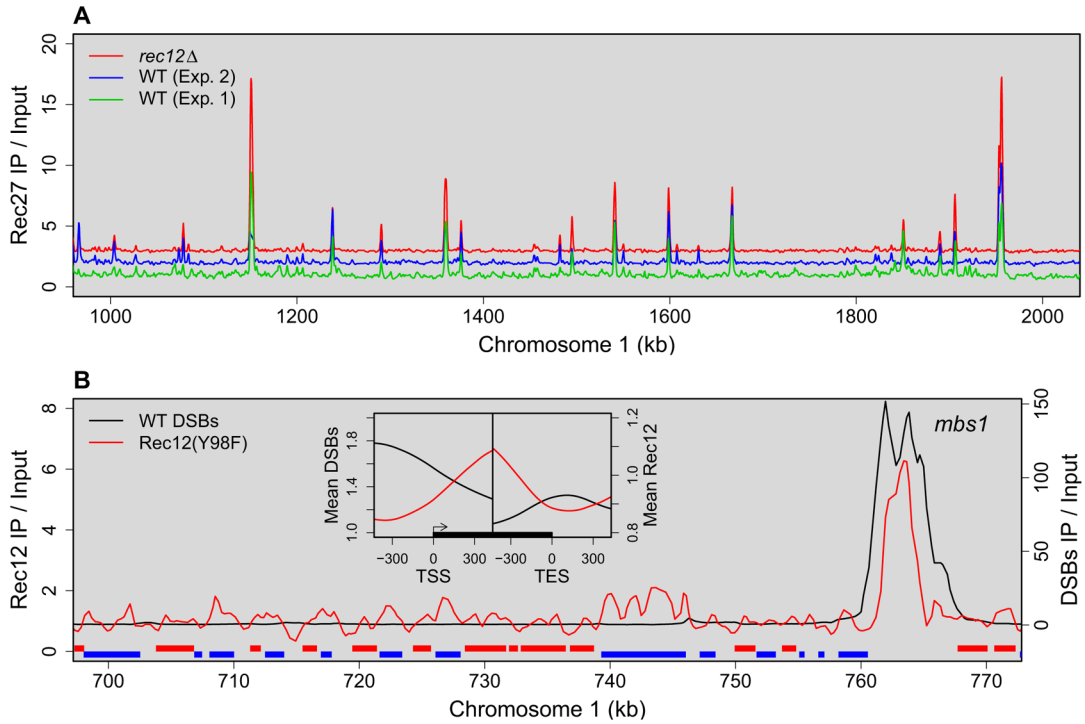 A
20
15
10
5
0
Rec27 IP / Input
rec12Δ
WT (Exp. 2)
WT (Exp. 1)
1000 1200 1400 1600 1800 2000
Chromosome 1 (kb)
B
8
6
4
2
0
Rec12 IP / Input
WT DSBs
Rec12(Y98F)
mbs1
150
100
50
0
DSBs IP / Input
1.8
1.4
1.0
Mean DSBs
1.2
1.0
0.8
Mean Rec12
−300 0 300 −300 0 300
TSS TES
700 710 720 730 740 750 760 770
Chromosome 1 (kb)